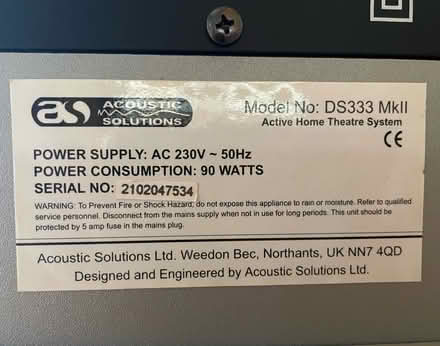 as ACOUSTIC SOLUTIONS
Model No: DS333 MkII
Active Home Theatre System
CE
POWER SUPPLY: AC 230V ~ 50Hz
POWER CONSUMPTION: 90 WATTS
SERIAL NO: 2102047534
WARNING: To Prevent Fire or Shock Hazard, do not expose this appliance to rain or moisture. Refer to qualified
service personnel. Disconnect from the mains supply when not in use for long periods. This unit should be
protected by 5 amp fuse in the mains plug.
Acoustic Solutions Ltd. Weedon Bec, Northants, UK NN7 4QD
Designed and Engineered by Acoustic Solutions Ltd.